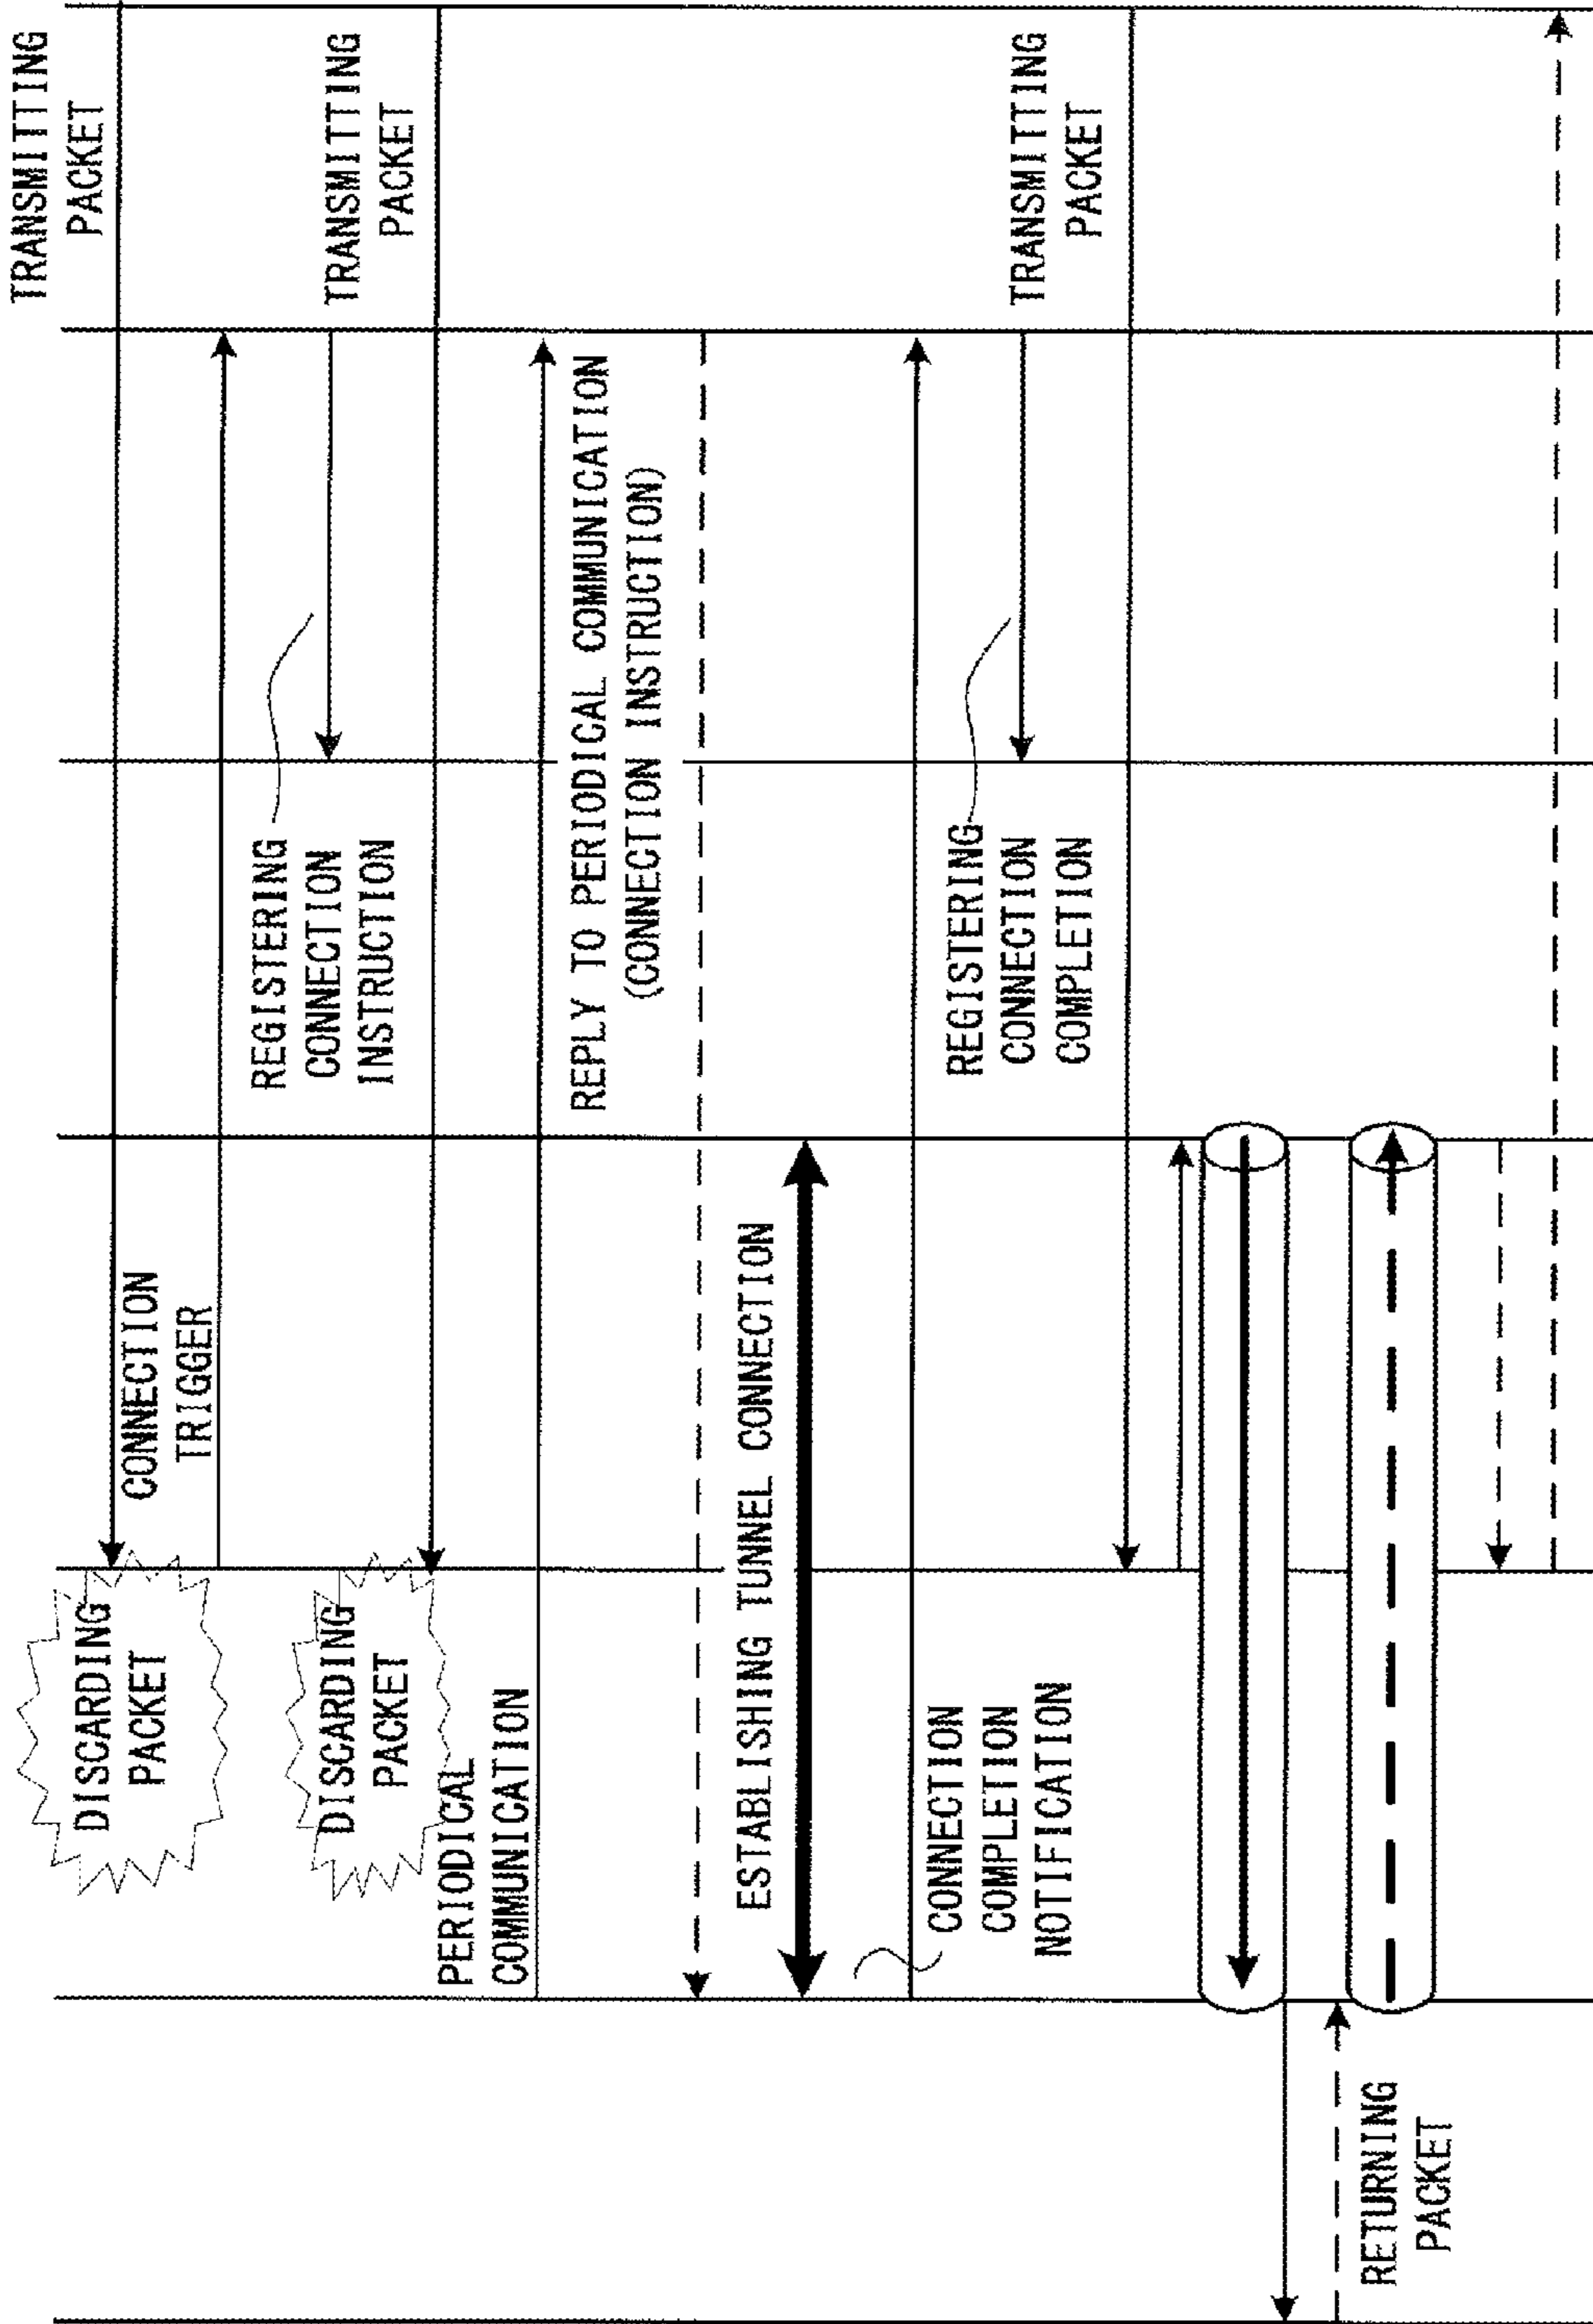 TRANSMITTING
PACKET
DISCARDING
PACKET
CONNECTION
TRIGGER
REGISTERING
CONNECTION
INSTRUCTION
TRANSMITTING
PACKET
DISCARDING
PACKET
PERIODICAL
COMMUNICATION
REPLY TO PERIODICAL COMMUNICATION
(CONNECTION INSTRUCTION)
ESTABLISHING TUNNEL CONNECTION
CONNECTION
COMPLETION
NOTIFICATION
REGISTERING
CONNECTION
COMPLETION
TRANSMITTING
PACKET
RETURNING
PACKET